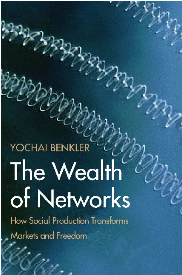 YOCHAI BENKLER
The Wealth
of Networks
How Social Production Transforms
Markets and Freedom